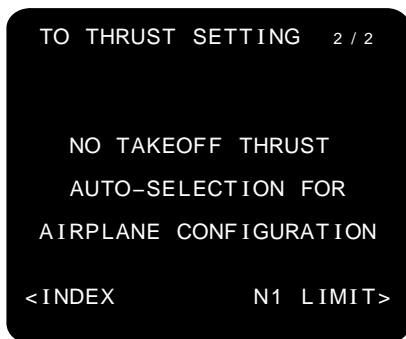 TO THRUST SETTING 2/2
NO TAKEOFF THRUST
AUTO–SELECTION FOR
AIRPLANE CONFIGURATION
<INDEX N1 LIMIT>